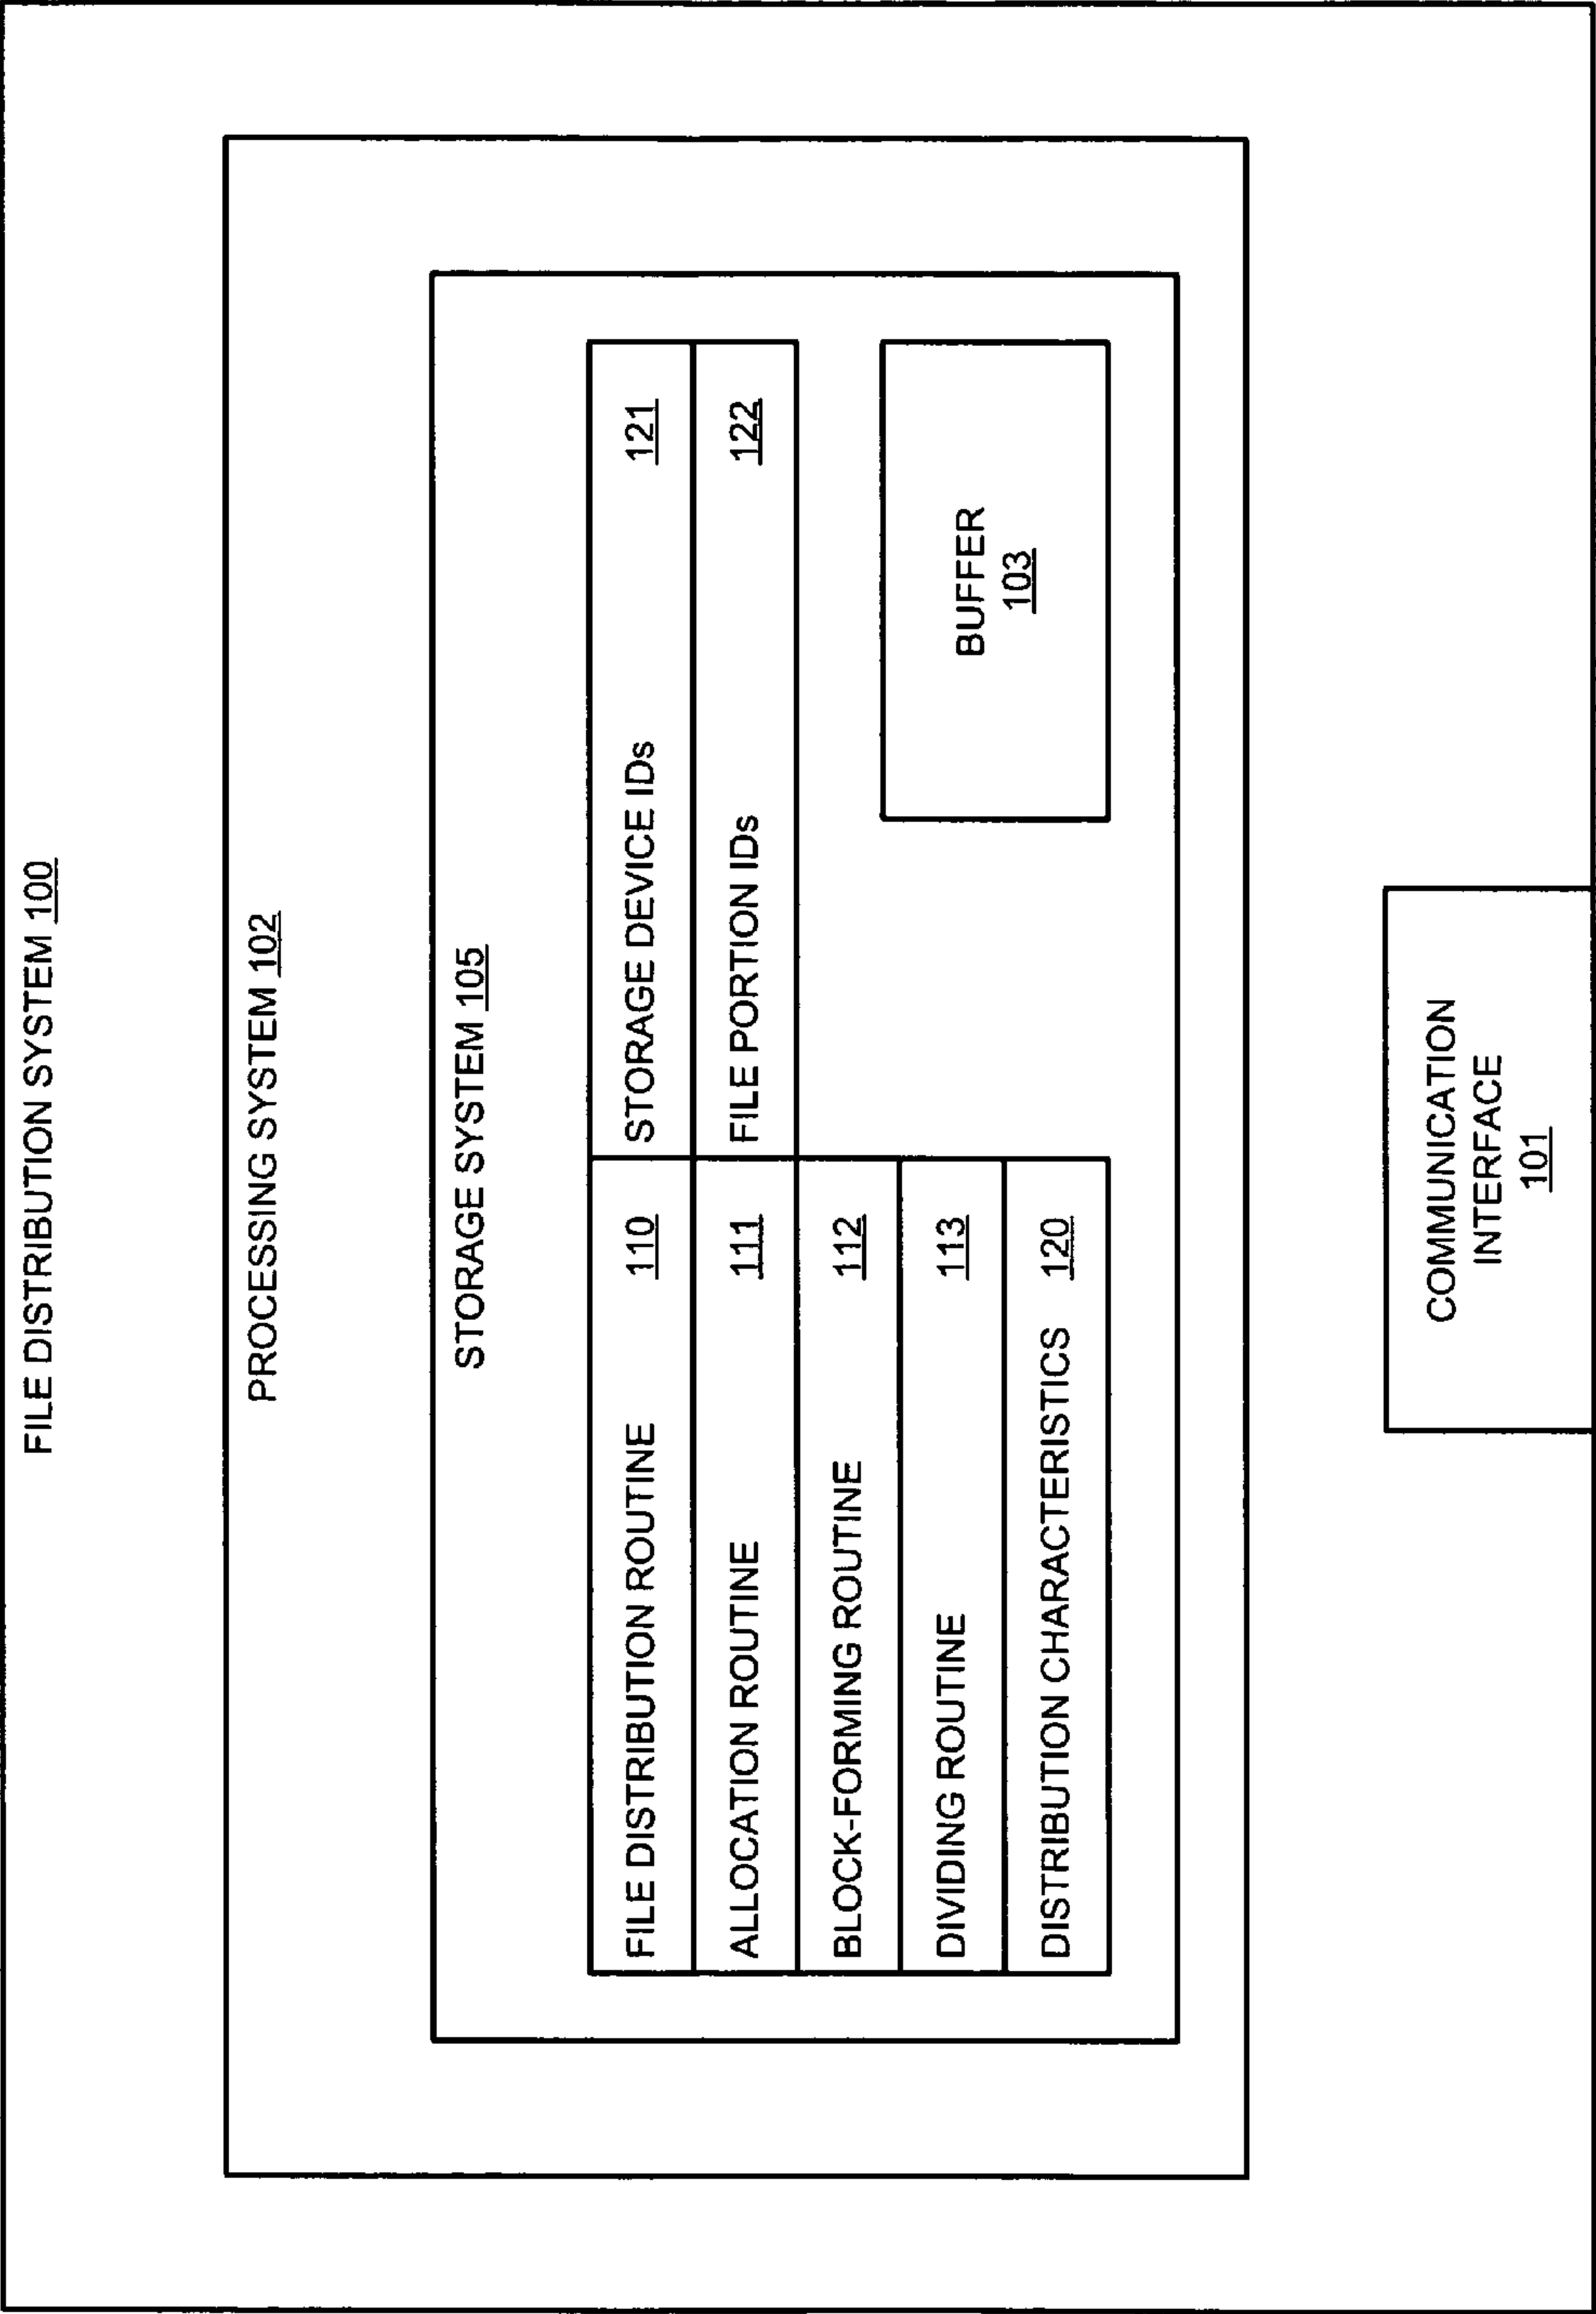 FILE DISTRIBUTION SYSTEM 100
PROCESSING SYSTEM 102
STORAGE SYSTEM 105
FILE DISTRIBUTION ROUTINE 110
ALLOCATION ROUTINE 111
BLOCK-FORMING ROUTINE 112
DIVIDING ROUTINE 113
DISTRIBUTION CHARACTERISTICS 120
STORAGE DEVICE IDs 121
FILE PORTION IDs 122
BUFFER
103
COMMUNICATION
INTERFACE
101